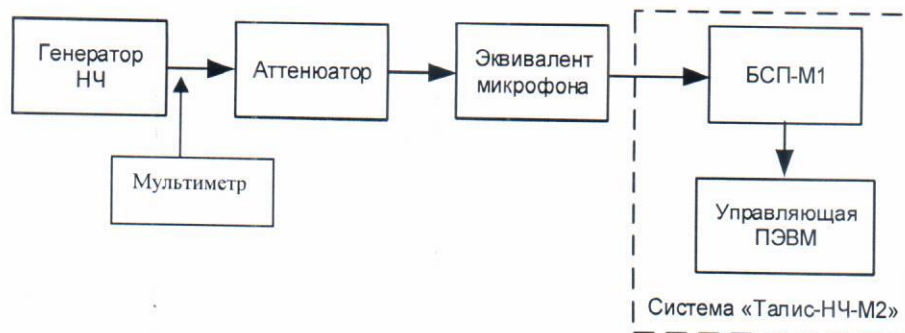 Генератор
НЧ
Аттенюатор
Эквивалент
микрофона
БСП-М1
Мультиметр
Управляющая
ПЭВМ
Система «Талис-НЧ-М2»